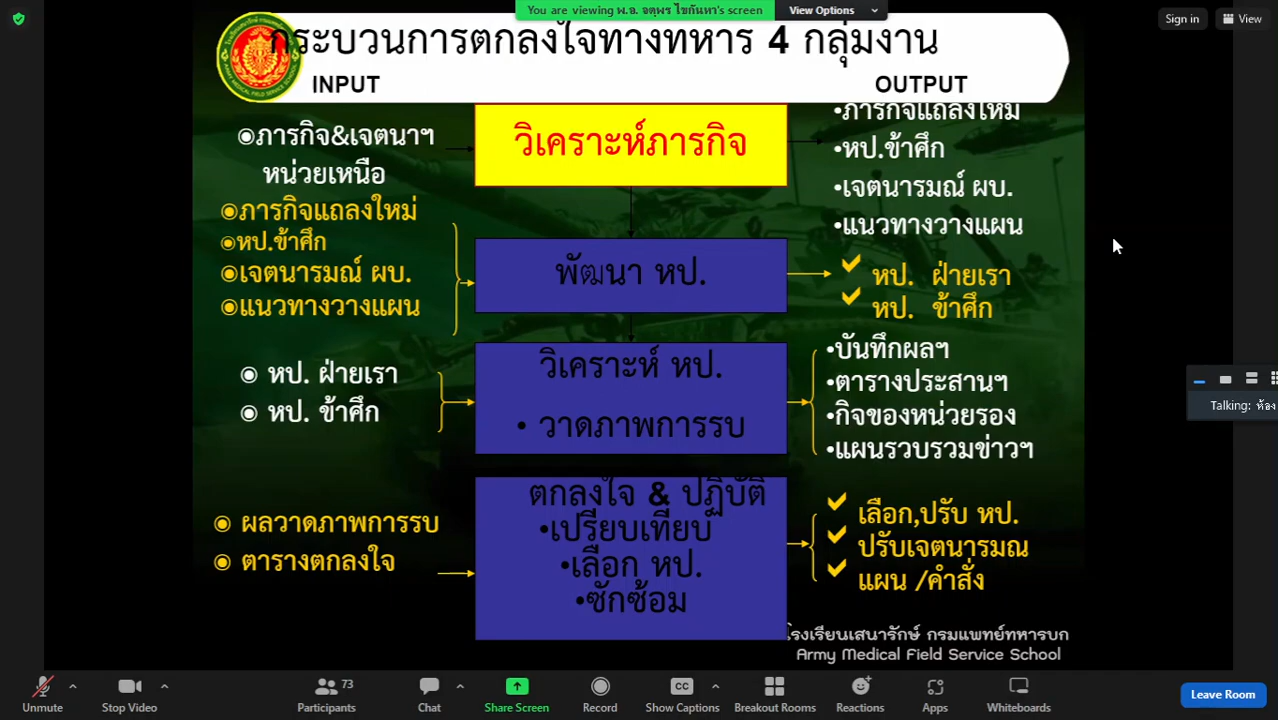 You are viewing พ.อ. จตุพร ไขกันหา's screen
View Options
Sign in
View
กระบวนการตกลงใจทางทหาร 4 กลุ่มงาน
INPUT
OUTPUT
◉ภารกิจ&เจตนาฯ
หน่วยเหนือ
วิเคราะห์ภารกิจ
•ภารกิจแถลงใหม่
•หป.ข้าศึก
•เจตนารมณ์ ผบ.
•แนวทางวางแผน
◉ภารกิจแถลงใหม่
◉หป.ข้าศึก
◉เจตนารมณ์ ผบ.
◉แนวทางวางแผน
พัฒนา หป.
✔ หป. ฝ่ายเรา
✔ หป. ข้าศึก
◉ หป. ฝ่ายเรา
◉ หป. ข้าศึก
วิเคราะห์ หป.
• วาดภาพการรบ
•บันทึกผลฯ
•ตารางประสานฯ
•กิจของหน่วยรอง
•แผนรวบรวมข่าวฯ
◉ ผลวาดภาพการรบ
◉ ตารางตกลงใจ
ตกลงใจ & ปฏิบัติ
•เปรียบเทียบ
•เลือก หป.
•ซักซ้อม
✔ เลือก,ปรับ หป.
✔ ปรับเจตนารมณ
✔ แผน /คำสั่ง
โรงเรียนเสนารักษ์ กรมแพทย์ทหารบก
Army Medical Field Service School
Talking: ห้อง
Unmute
Stop Video
73
Participants
Chat
Share Screen
Record
CC
Show Captions
Breakout Rooms
Reactions
Apps
Whiteboards
Leave Room